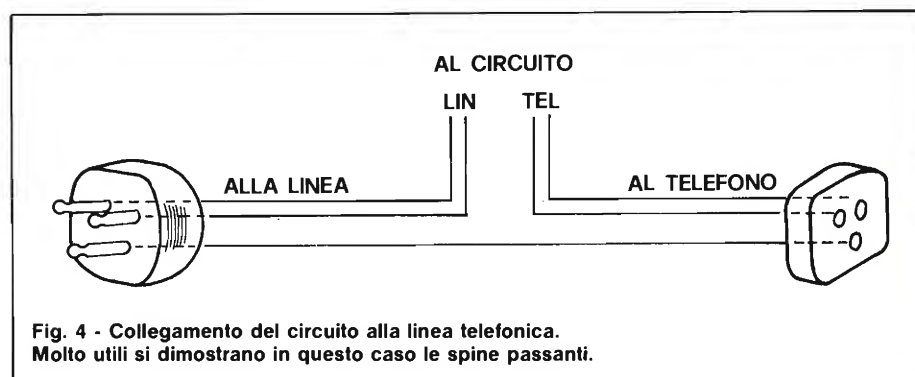 AL CIRCUITO
LIN TEL
ALLA LINEA
AL TELEFONO
Fig. 4 - Collegamento del circuito alla linea telefonica.
Molto utili si dimostrano in questo caso le spine passanti.